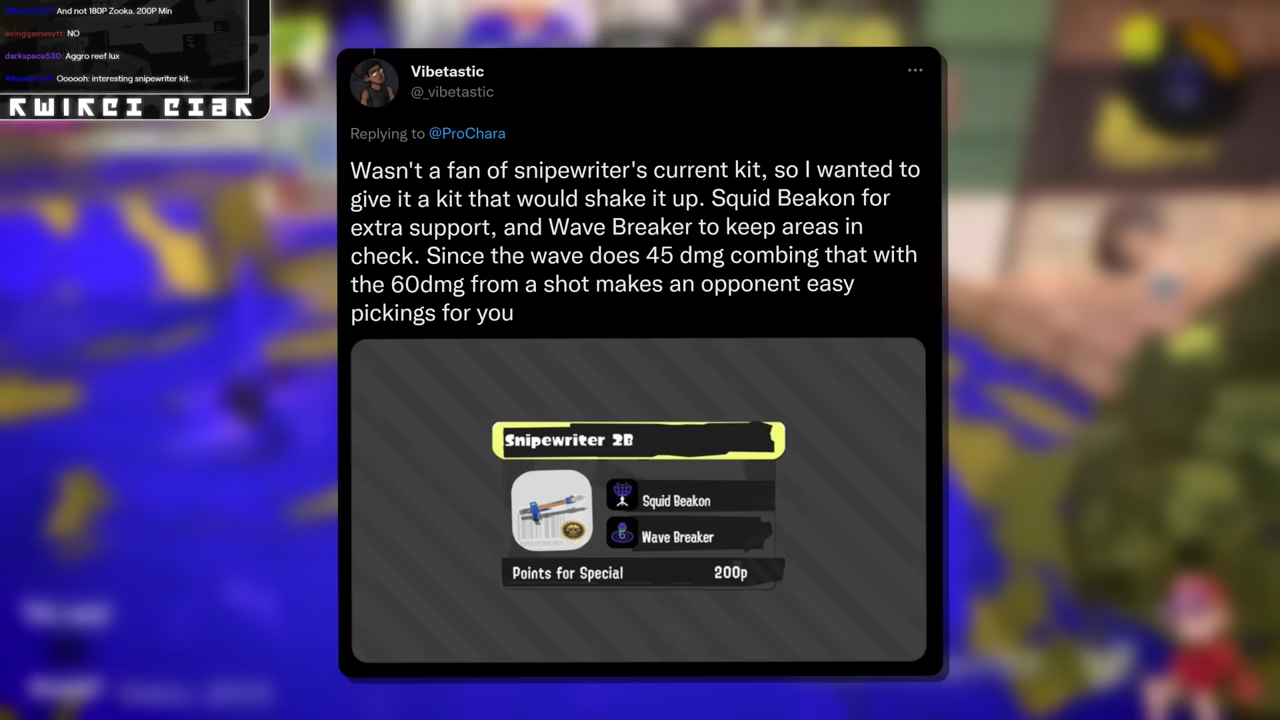 And not 180P Zooka. 200P Min
acinggamesytt: NO
darkspace530: Aggro reef lux
Oooooh: interesting snipewriter kit.
Vibetastic
@_vibetastic
Replying to @ProChara
Wasn't a fan of snipewriter's current kit, so I wanted to
give it a kit that would shake it up. Squid Beakon for
extra support, and Wave Breaker to keep areas in
check. Since the wave does 45 dmg combing that with
the 60dmg from a shot makes an opponent easy
pickings for you
Snipewriter 2B
Squid Beakon
Wave Breaker
Points for Special 200p